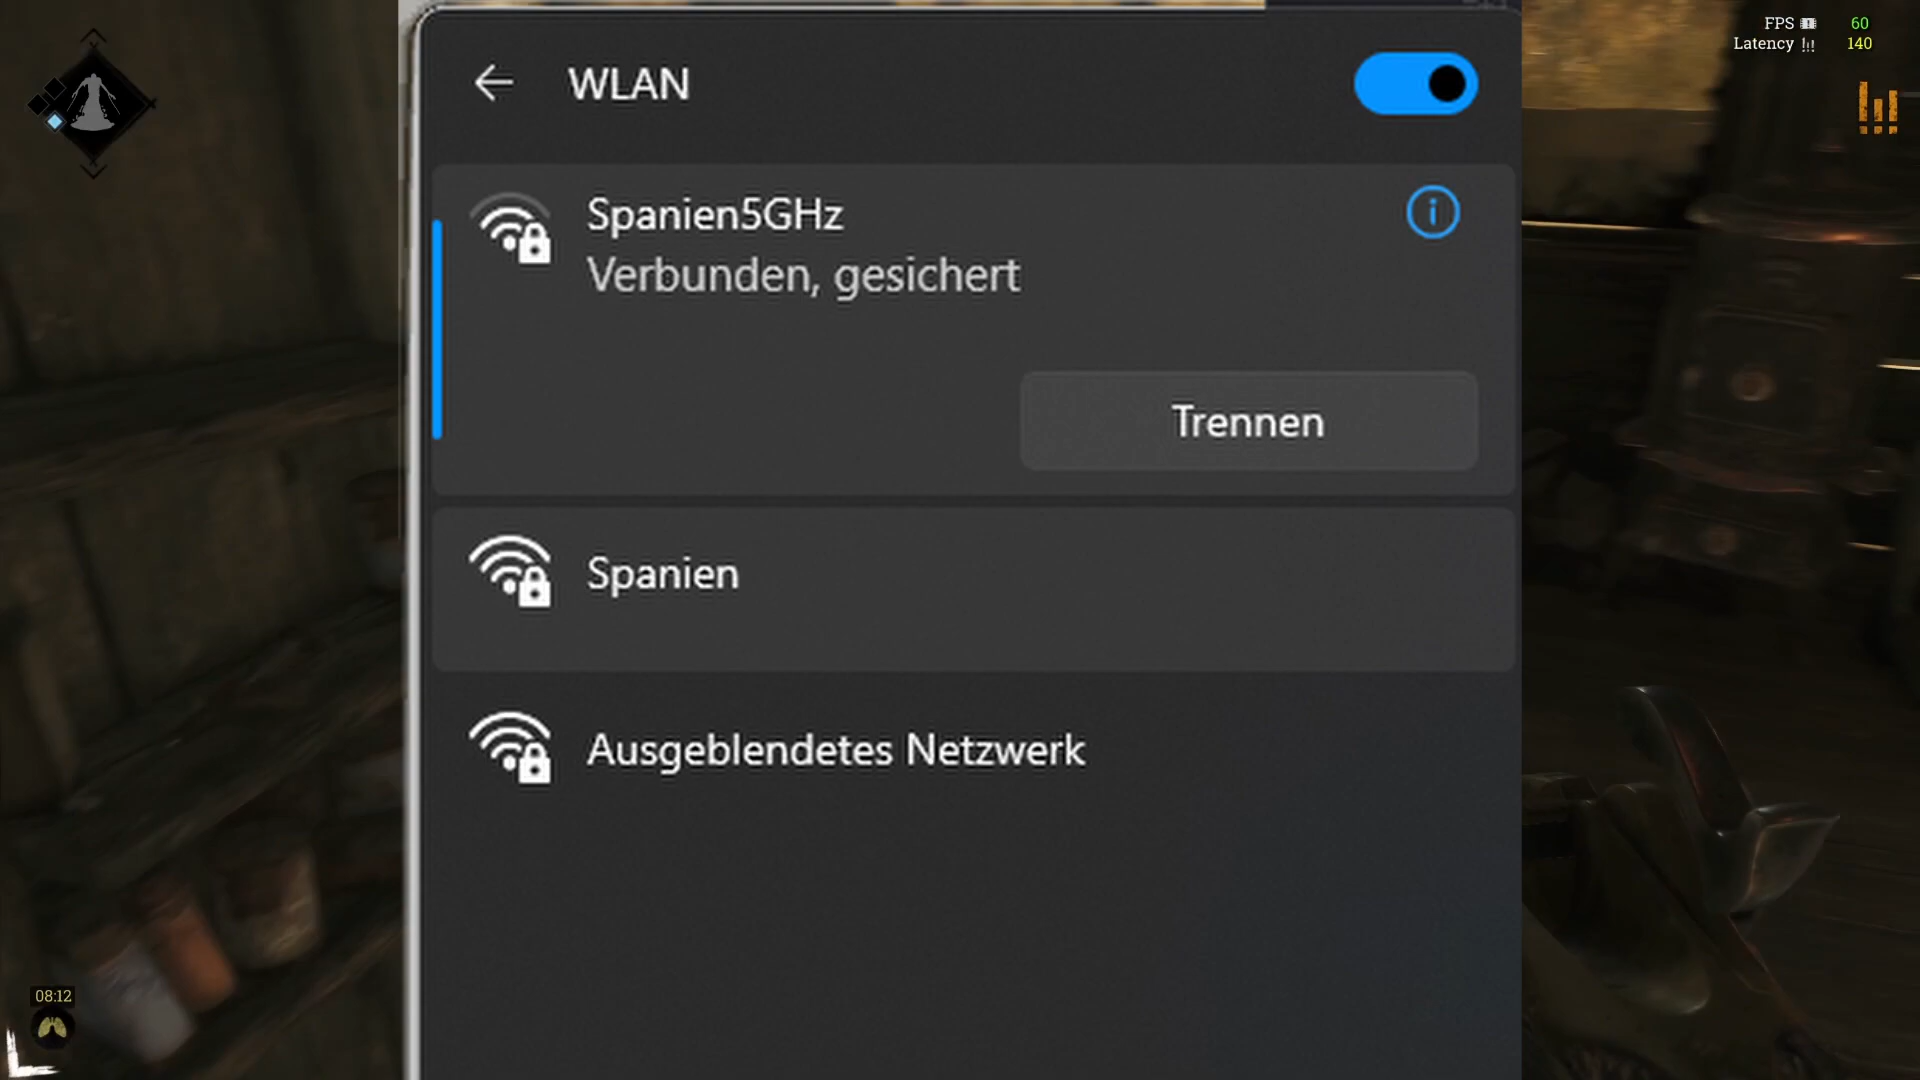 FPS 60
Latency 140
WLAN
Spanien5GHz
Verbunden, gesichert
Trennen
Spanien
Ausgeblendetes Netzwerk
08:12